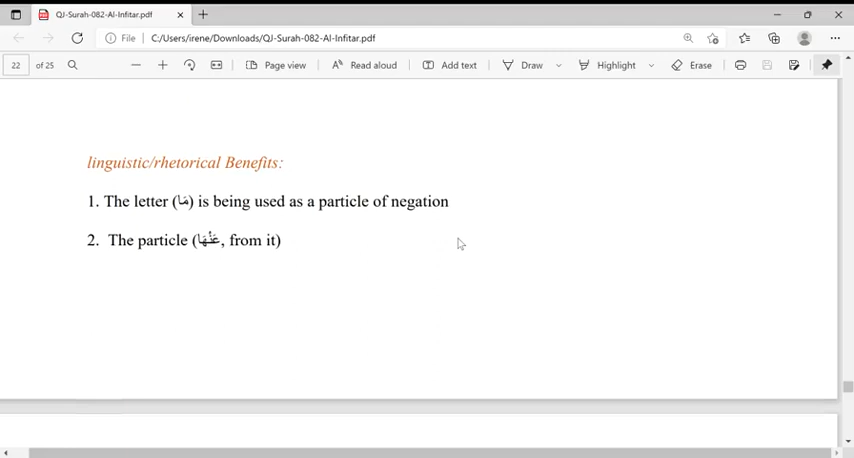 QJ-Surah-082-Al-Infitar.pdf
File C:/Users/irene/Downloads/QJ-Surah-082-Al-Infitar.pdf
22 of 25 Page view Read aloud Add text Draw Highlight Erase
linguistic/rhetorical Benefits:
1. The letter (مَا) is being used as a particle of negation
2. The particle (عَنْهَا, from it)